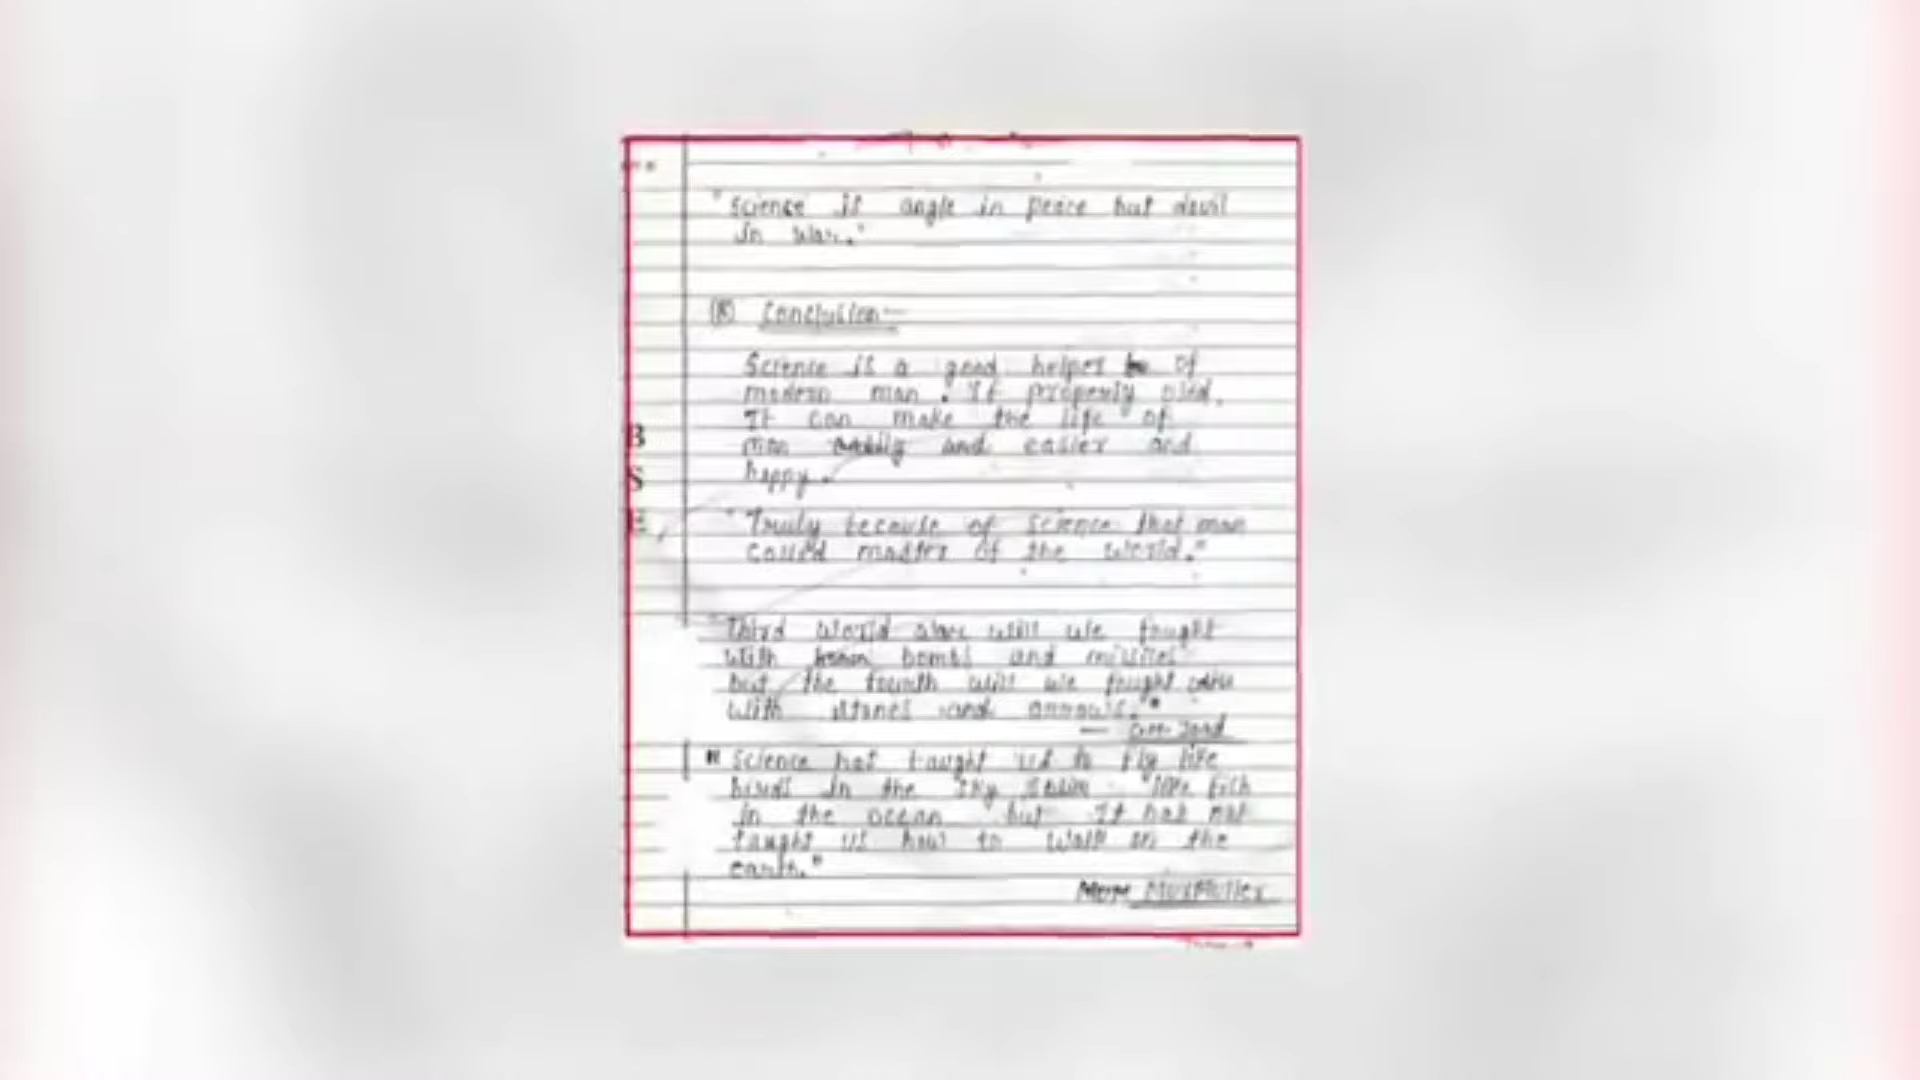 "Science is angle in peace but devil
in war."
Conclusion-
Science is a good helper of
modern man. If properly used.
It can make the life of
man and easier and
happy.
B
S
E
"Truly because of science that man
called master of the world."
"Third world war will we fought
with bombs and missiles
but the fourth will we fought
with stones and arrows."
"Science has taught us to fly like
birds in the sky like fish
in the ocean but It has not
taught us how to walk on the
earth."
MaxMuller